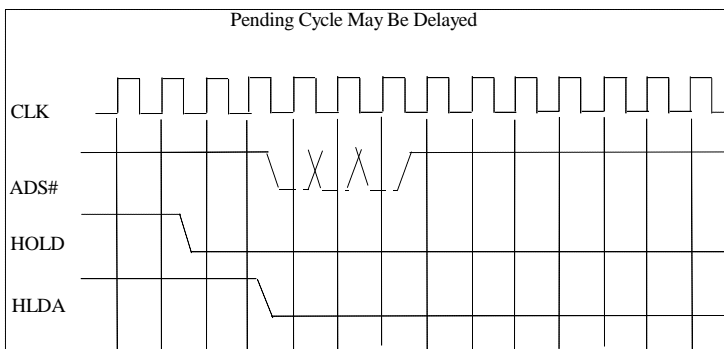 Pending Cycle May Be Delayed
CLK
ADS#
HOLD
HLDA